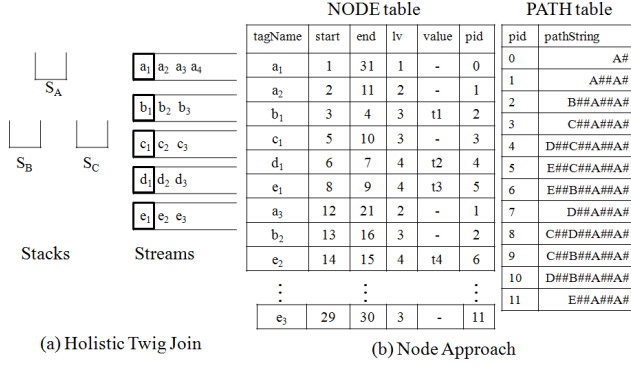 NODE table
PATH table
tagName start end lv value pid
a1 1 31 1 - 0
a2 2 11 2 - 1
b1 3 4 3 t1 2
c1 5 10 3 - 3
d1 6 7 4 t2 4
e1 8 9 4 t3 5
a3 12 21 2 - 1
b2 13 16 3 - 2
e2 14 15 4 t4 6
⋮ ⋮ ⋮
e3 29 30 3 - 11
pid pathString
0 A#
1 A##A#
2 B##A##A#
3 C##A##A#
4 D##C##A##A#
5 E##C##A##A#
6 E##B##A##A#
7 D##A##A#
8 C##D##A##A#
9 C##B##A##A#
10 D##B##A##A#
11 E##A##A#
SA
SB SC
Stacks
a1 a2 a3 a4
b1 b2 b3
c1 c2 c3
d1 d2 d3
e1 e2 e3
Streams
(a) Holistic Twig Join
(b) Node Approach